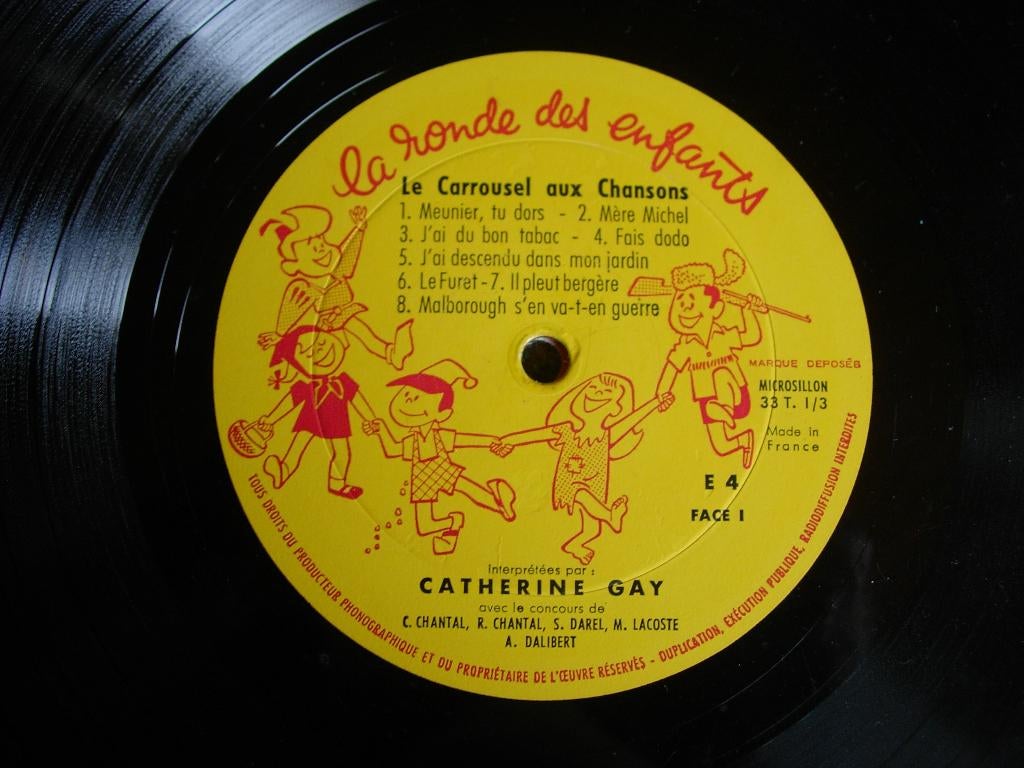 la ronde des enfants
Le Carrousel aux Chansons
1. Meunier, tu dors - 2. Mère Michel
3. J'ai du bon tabac - 4. Fais dodo
5. J'ai descendu dans mon jardin
6. Le Furet - 7. Il pleut bergère
8. Malborough s'en va-t-en guerre
MARQUE DEPOSÉE
MICROSILLON
33 T. 1/3
Made in
France
E 4
FACE 1
Interprétées par :
CATHERINE GAY
avec le concours de
C. CHANTAL, R. CHANTAL, S. DAREL, M. LACOSTE
A. DALIBERT
TOUS DROITS DU PRODUCTEUR PHONOGRAPHIQUE ET DU PROPRIÉTAIRE DE L'ŒUVRE RÉSERVÉS - DUPLICATION, EXÉCUTION PUBLIQUE, RADIODIFFUSION INTERDITES